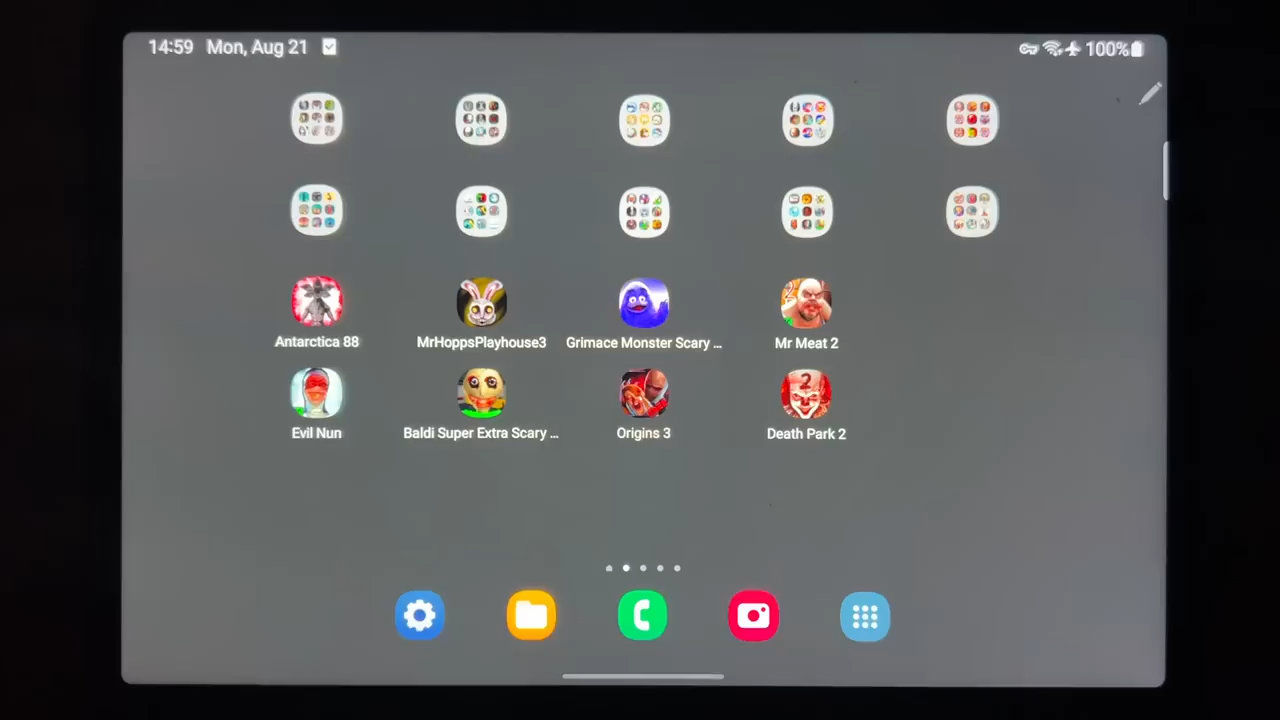 14:59 Mon, Aug 21 100%
Antarctica 88 MrHoppsPlayhouse3 Grimace Monster Scary ... Mr Meat 2
2
Evil Nun Baldi Super Extra Scary ... Origins 3 Death Park 2